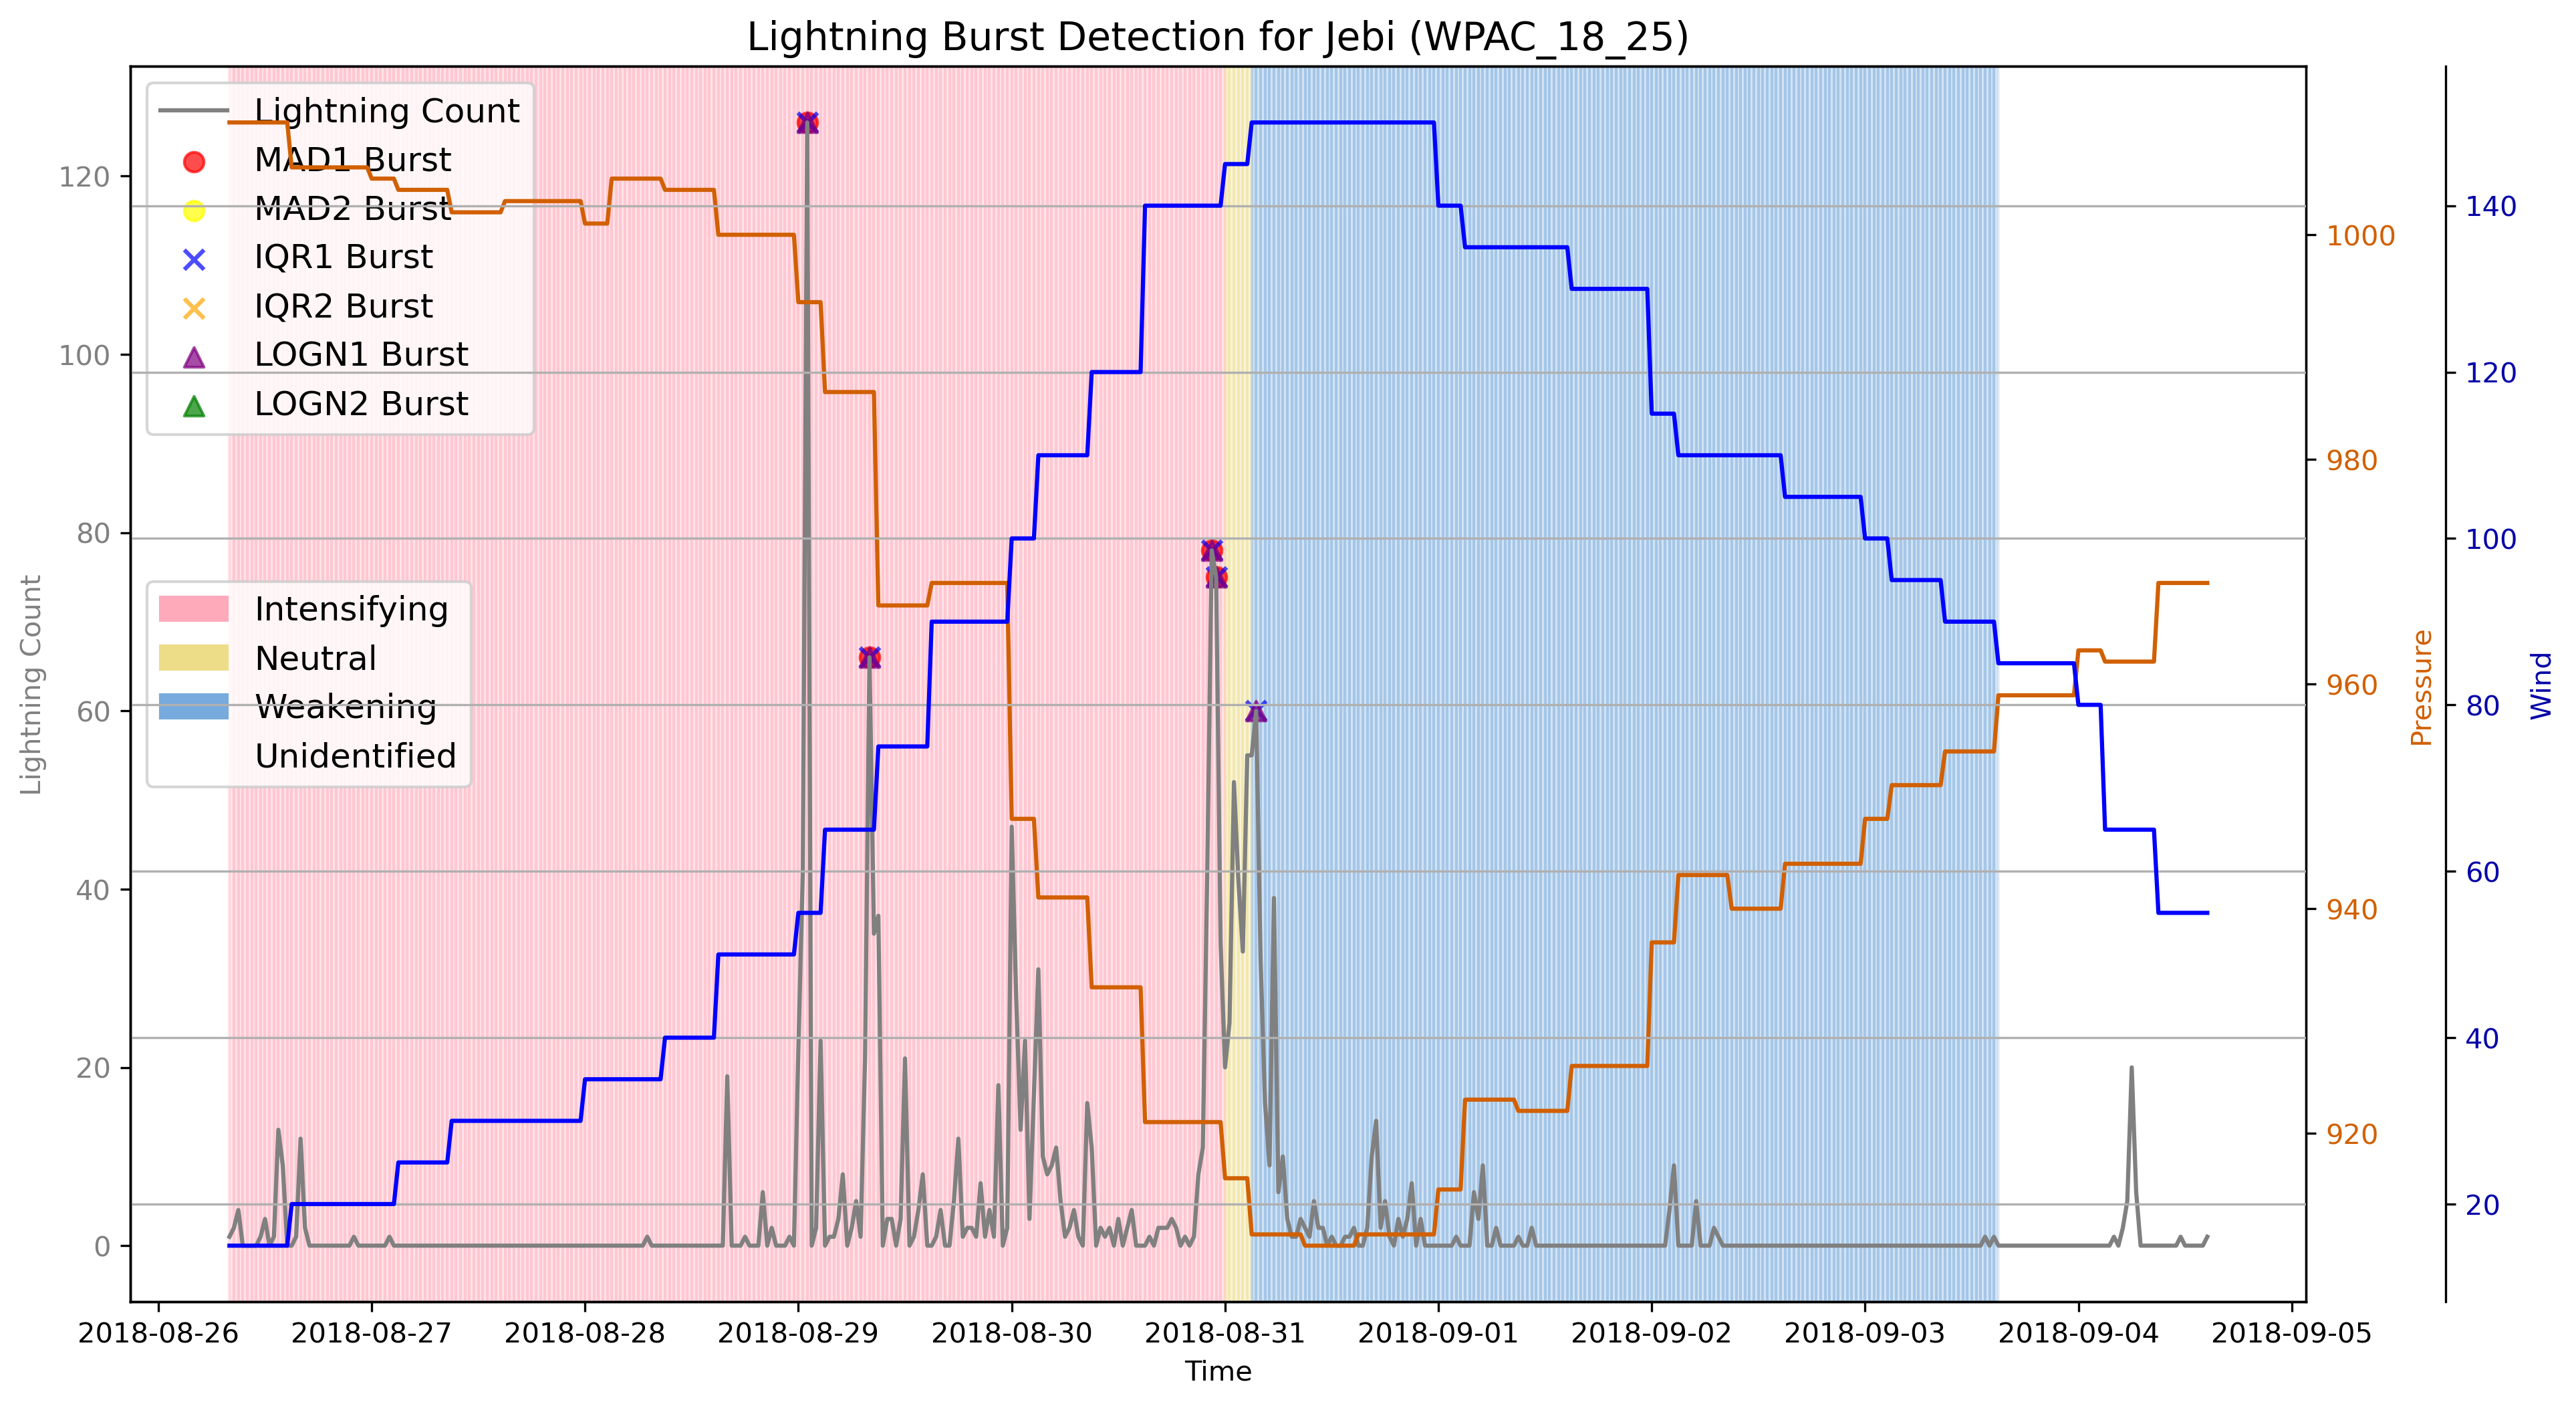 Lightning Burst Detection for Jebi (WPAC_18_25)
Lightning Count
MAD1 Burst
MAD2 Burst
IQR1 Burst
IQR2 Burst
LOGN1 Burst
LOGN2 Burst
Intensifying
Neutral
Weakening
Unidentified
Lightning Count
120
100
80
60
40
20
0
1000
980
960
940
920
Pressure
140
120
100
80
60
40
20
Wind
2018-08-26 2018-08-27 2018-08-28 2018-08-29 2018-08-30 2018-08-31 2018-09-01 2018-09-02 2018-09-03 2018-09-04 2018-09-05
Time